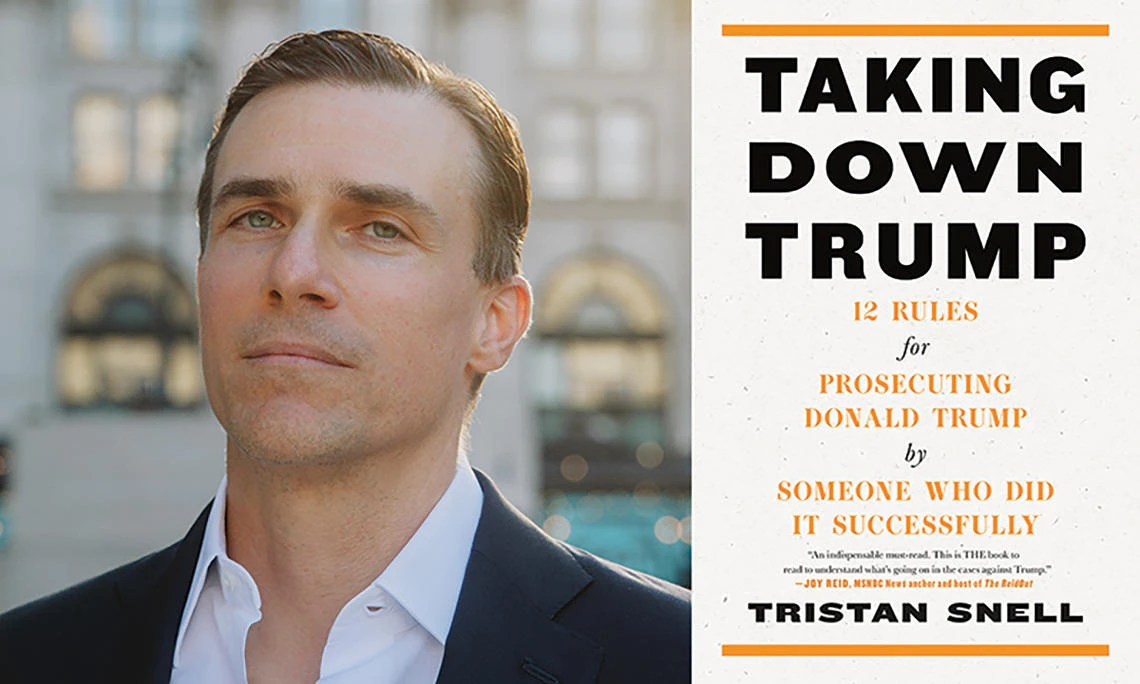 TAKING
DOWN
TRUMP
12 RULES
for
PROSECUTING
DONALD TRUMP
by
SOMEONE WHO DID
IT SUCCESSFULLY
"An indispensable must-read. This is THE book to
read to understand what's going on in the cases against Trump."
—JOY REID, MSNBC News anchor and host of The ReidOut
TRISTAN SNELL